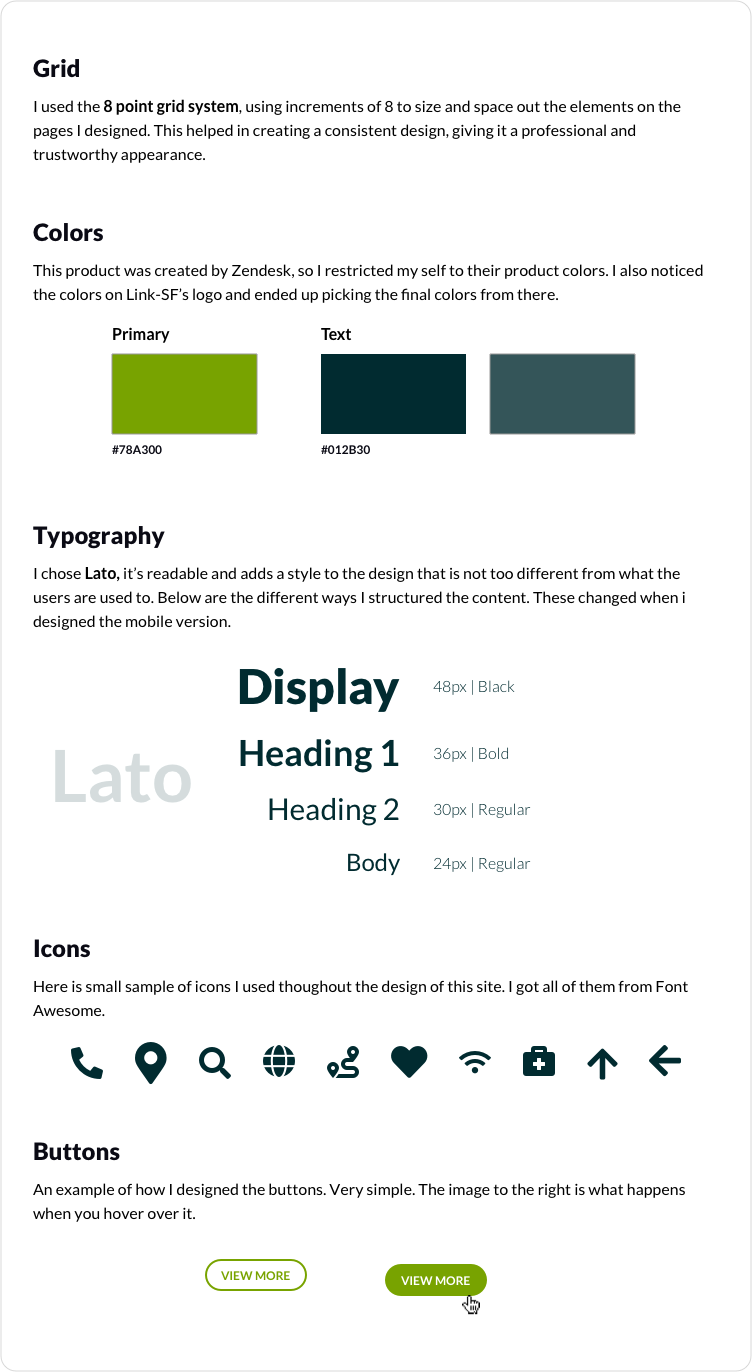 Grid
I used the 8 point grid system, using increments of 8 to size and space out the elements on the
pages I designed. This helped in creating a consistent design, giving it a professional and
trustworthy appearance.
Colors
This product was created by Zendesk, so I restricted my self to their product colors. I also noticed
the colors on Link-SF’s logo and ended up picking the final colors from there.
Primary Text
#78A300 #012B30
Typography
I chose Lato, it’s readable and adds a style to the design that is not too different from what the
users are used to. Below are the different ways I structured the content. These changed when i
designed the mobile version.
Display 48px | Black
Heading 1 36px | Bold
Lato
Heading 2 30px | Regular
Body 24px | Regular
Icons
Here is small sample of icons I used thoughout the design of this site. I got all of them from Font
Awesome.
Buttons
An example of how I designed the buttons. Very simple. The image to the right is what happens
when you hover over it.
VIEW MORE VIEW MORE